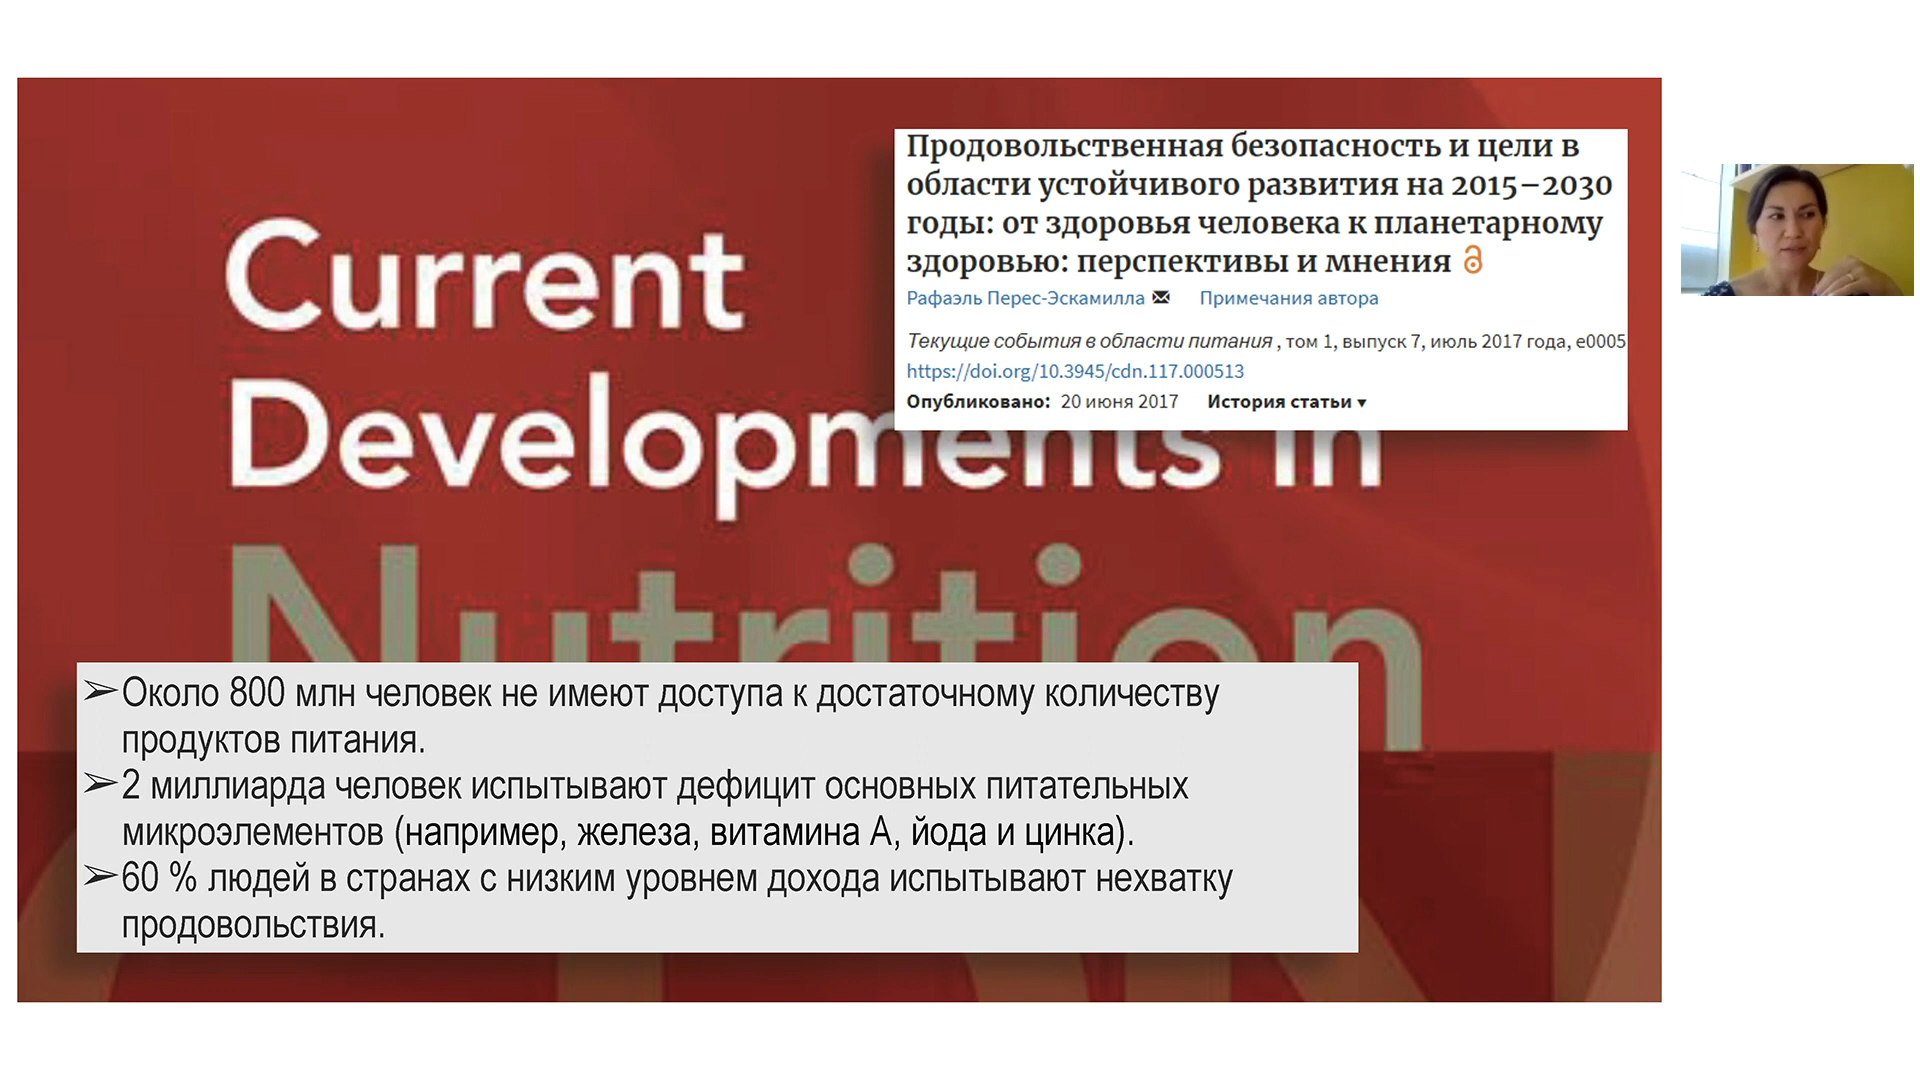 Current
Developments in
Nutrition
Продовольственная безопасность и цели в
области устойчивого развития на 2015–2030
годы: от здоровья человека к планетарному
здоровью: перспективы и мнения
Рафаэль Перес-Эскамилла Примечания автора
Текущие события в области питания , том 1, выпуск 7, июль 2017 года, e0005
https://doi.org/10.3945/cdn.117.000513
Опубликовано: 20 июня 2017 История статьи ▾
➢Около 800 млн человек не имеют доступа к достаточному количеству
продуктов питания.
➢2 миллиарда человек испытывают дефицит основных питательных
микроэлементов (например, железа, витамина А, йода и цинка).
➢60 % людей в странах с низким уровнем дохода испытывают нехватку
продовольствия.